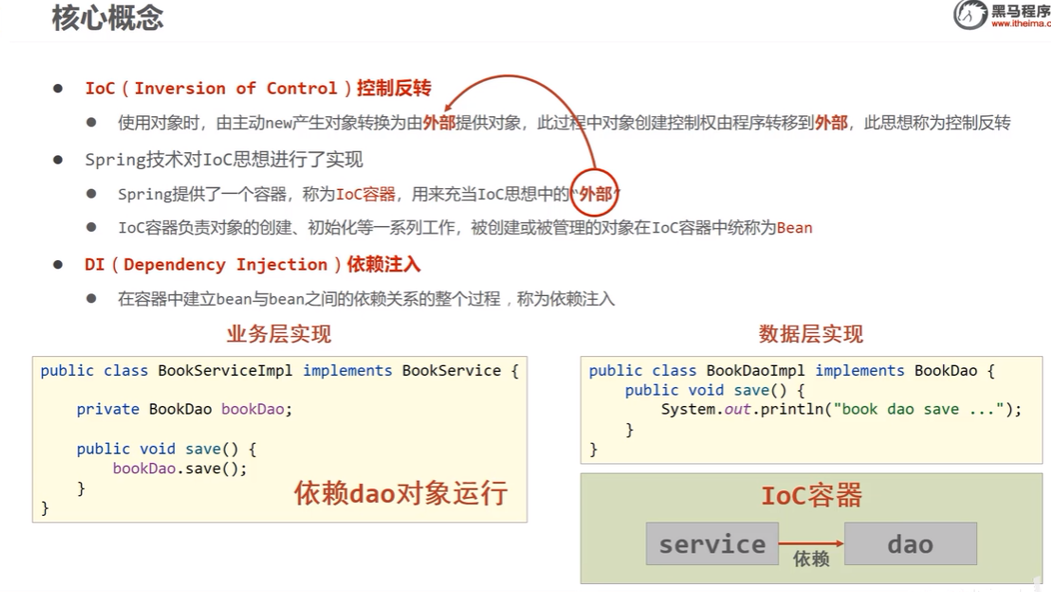 核心概念
黑马程序
www.itheima.c
IoC（Inversion of Control）控制反转
使用对象时，由主动new产生对象转换为由外部提供对象，此过程中对象创建控制权由程序转移到外部，此思想称为控制反转
Spring技术对IoC思想进行了实现
Spring提供了一个容器，称为IoC容器，用来充当IoC思想中的“外部”
IoC容器负责对象的创建、初始化等一系列工作，被创建或被管理的对象在IoC容器中统称为Bean
DI（Dependency Injection）依赖注入
在容器中建立bean与bean之间的依赖关系的整个过程，称为依赖注入
业务层实现
public class BookServiceImpl implements BookService {
private BookDao bookDao;
public void save() {
bookDao.save();
}
}
依赖dao对象运行
数据层实现
public class BookDaoImpl implements BookDao {
public void save() {
System.out.println("book dao save ...");
}
}
IoC容器
service
依赖
dao